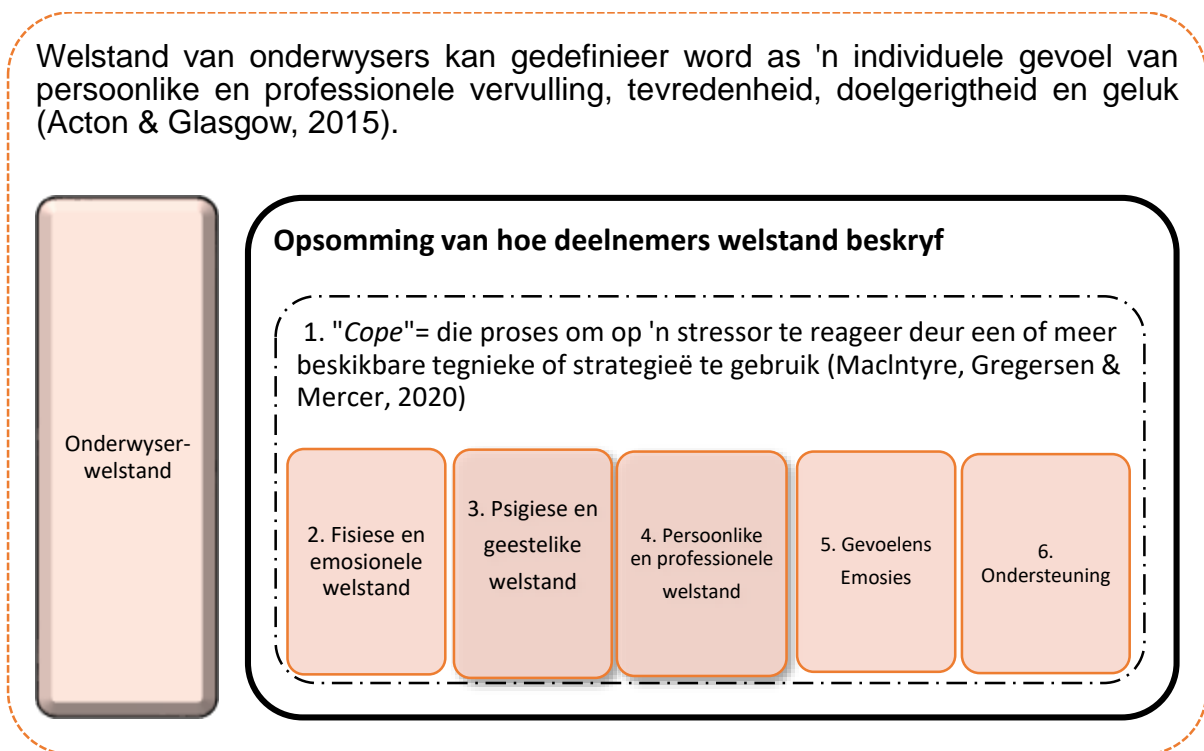 Welstand van onderwysers kan gedefinieer word as 'n individuele gevoel van
persoonlike en professionele vervulling, tevredenheid, doelgerigtheid en geluk
(Acton & Glasgow, 2015).
Onderwyser-
welstand
Opsomming van hoe deelnemers welstand beskryf
1. "Cope"= die proses om op 'n stressor te reageer deur een of meer
beskikbare tegnieke of strategieë te gebruik (MacIntyre, Gregersen &
Mercer, 2020)
2. Fisiese en
emosionele
welstand
3. Psigiese en
geestelike
welstand
4. Persoonlike
en professionele
welstand
5. Gevoelens
Emosies
6.
Ondersteuning